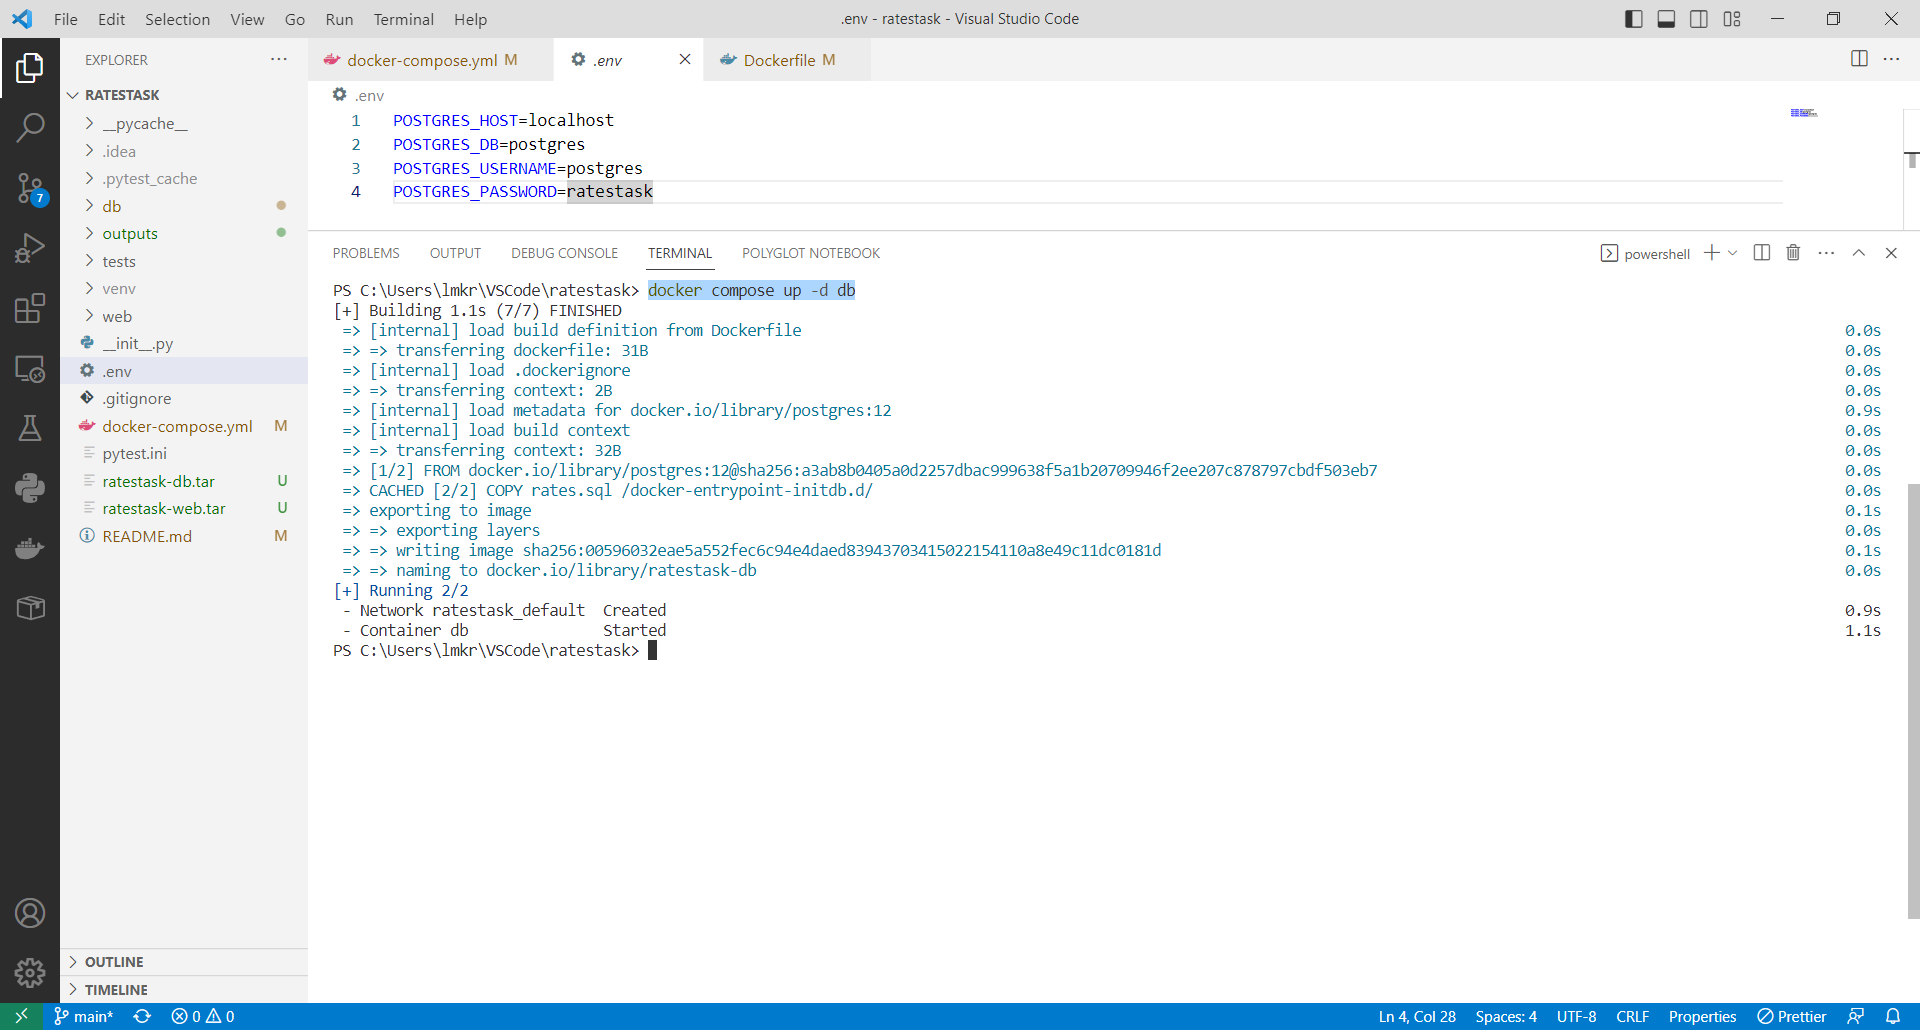 File Edit Selection View Go Run Terminal Help
.env - ratestask - Visual Studio Code
EXPLORER
RATESTASK
__pycache__
.idea
.pytest_cache
db
outputs
tests
venv
web
__init__.py
.env
.gitignore
docker-compose.yml M
pytest.ini
ratestask-db.tar U
ratestask-web.tar U
README.md M
OUTLINE
TIMELINE
7
docker-compose.yml M
.env
Dockerfile M
.env
1 POSTGRES_HOST=localhost
2 POSTGRES_DB=postgres
3 POSTGRES_USERNAME=postgres
4 POSTGRES_PASSWORD=ratestask
PROBLEMS OUTPUT DEBUG CONSOLE TERMINAL POLYGLOT NOTEBOOK
powershell
PS C:\Users\lmkr\VSCode\ratestask> docker compose up -d db
[+] Building 1.1s (7/7) FINISHED
=> [internal] load build definition from Dockerfile 0.0s
=> => transferring dockerfile: 31B 0.0s
=> [internal] load .dockerignore 0.0s
=> => transferring context: 2B 0.0s
=> [internal] load metadata for docker.io/library/postgres:12 0.9s
=> [internal] load build context 0.0s
=> => transferring context: 32B 0.0s
=> [1/2] FROM docker.io/library/postgres:12@sha256:a3ab8b0405a0d2257dbac999638f5a1b20709946f2ee207c878797cbdf503eb7 0.0s
=> CACHED [2/2] COPY rates.sql /docker-entrypoint-initdb.d/ 0.0s
=> exporting to image 0.1s
=> => exporting layers 0.0s
=> => writing image sha256:00596032eae5a552fec6c94e4daed83943703415022154110a8e49c11dc0181d 0.1s
=> => naming to docker.io/library/ratestask-db 0.0s
[+] Running 2/2
- Network ratestask_default Created 0.9s
- Container db Started 1.1s
PS C:\Users\lmkr\VSCode\ratestask>
main* 0 0
Ln 4, Col 28 Spaces: 4 UTF-8 CRLF Properties Prettier